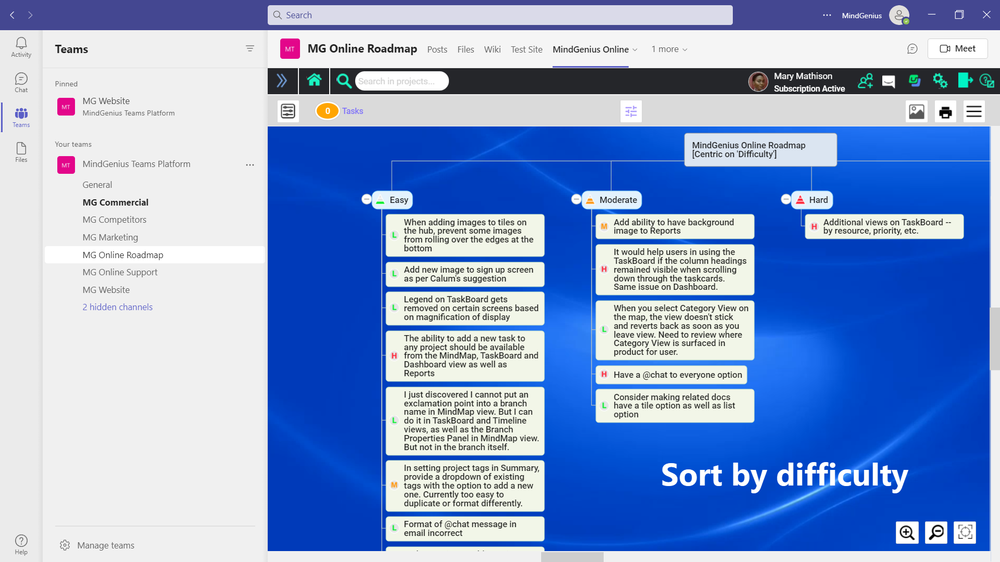 Search
MindGenius
Activity
Chat
Teams
Files
Help
Teams
Pinned
MT
MG Website
MindGenius Teams Platform
Your teams
MT
MindGenius Teams Platform
General
MG Commercial
MG Competitors
MG Marketing
MG Online Roadmap
MG Online Support
MG Website
2 hidden channels
Manage teams
MT
MG Online Roadmap
Posts
Files
Wiki
Test Site
MindGenius Online
1 more
Meet
Search in projects...
Mary Mathison
Subscription Active
0
Tasks
MindGenius Online Roadmap
[Centric on 'Difficulty']
Easy
L
When adding images to tiles on
the hub, prevent some images
from rolling over the edges at the
bottom
L
Add new image to sign up screen
as per Calum's suggestion
L
Legend on TaskBoard gets
removed on certain screens based
on magnification of display
H
The ability to add a new task to
any project should be available
from the MindMap, TaskBoard and
Dashboard view as well as
Reports
L
I just discovered I cannot put an
exclamation point into a branch
name in MindMap view. But I can
do it in TaskBoard and Timeline
views, as well as the Branch
Properties Panel in MindMap view.
But not in the branch itself.
M
In setting project tags in Summary,
provide a dropdown of existing
tags with the option to add a new
one. Currently too easy to
duplicate or format differently.
L
Format of @chat message in
email incorrect
Moderate
M
Add ability to have background
image to Reports
H
It would help users in using the
TaskBoard if the column headings
remained visible when scrolling
down through the taskcards.
Same issue on Dashboard.
L
When you select Category View on
the map, the view doesn't stick
and reverts back as soon as you
leave view. Need to review where
Category View is surfaced in
product for user.
H
Have a @chat to everyone option
L
Consider making related docs
have a tile option as well as list
option
Hard
H
Additional views on TaskBoard --
by resource, priority, etc.
Sort by difficulty